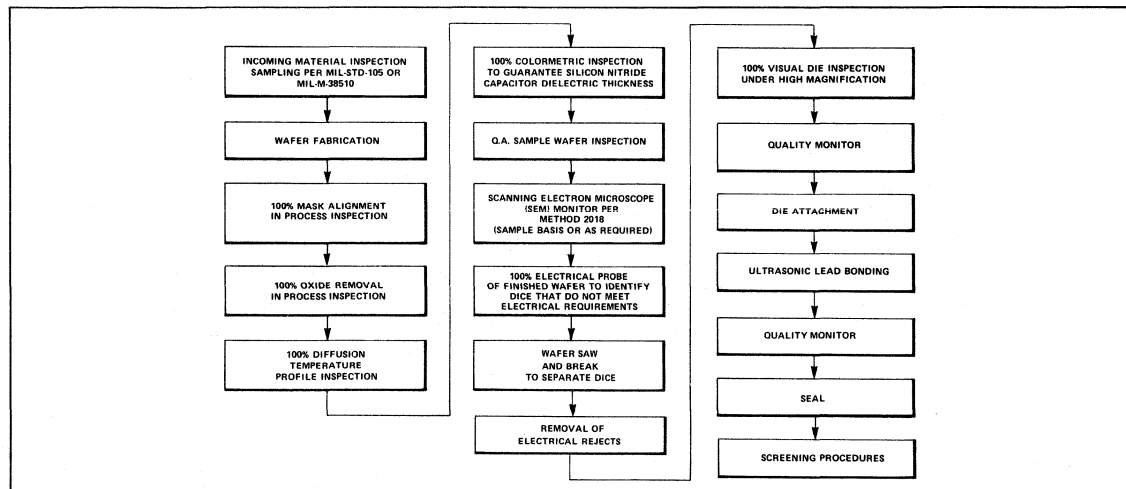 INCOMING MATERIAL INSPECTION
SAMPLING PER MIL-STD-105 OR
MIL-M-38510
WAFER FABRICATION
100% MASK ALIGNMENT
IN PROCESS INSPECTION
100% OXIDE REMOVAL
IN PROCESS INSPECTION
100% DIFFUSION
TEMPERATURE
PROFILE INSPECTION
100% COLORMETRIC INSPECTION
TO GUARANTEE SILICON NITRIDE
CAPACITOR DIELECTRIC THICKNESS
Q.A. SAMPLE WAFER INSPECTION
SCANNING ELECTRON MICROSCOPE
(SEM) MONITOR PER
METHOD 2018
(SAMPLE BASIS OR AS REQUIRED)
100% ELECTRICAL PROBE
OF FINISHED WAFER TO IDENTIFY
DICE THAT DO NOT MEET
ELECTRICAL REQUIREMENTS
WAFER SAW
AND BREAK
TO SEPARATE DICE
REMOVAL OF
ELECTRICAL REJECTS
100% VISUAL DIE INSPECTION
UNDER HIGH MAGNIFICATION
QUALITY MONITOR
DIE ATTACHMENT
ULTRASONIC LEAD BONDING
QUALITY MONITOR
SEAL
SCREENING PROCEDURES